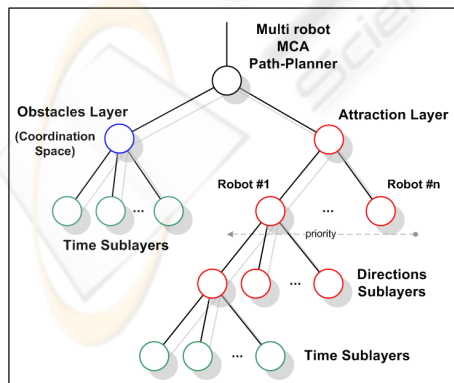 Multi robot
MCA
Path-Planner
Obstacles Layer
(Coordination
Space)
Attraction Layer
Robot #1
...
Robot #n
...
Time Sublayers
priority
...
Directions
Sublayers
...
Time Sublayers
Scien